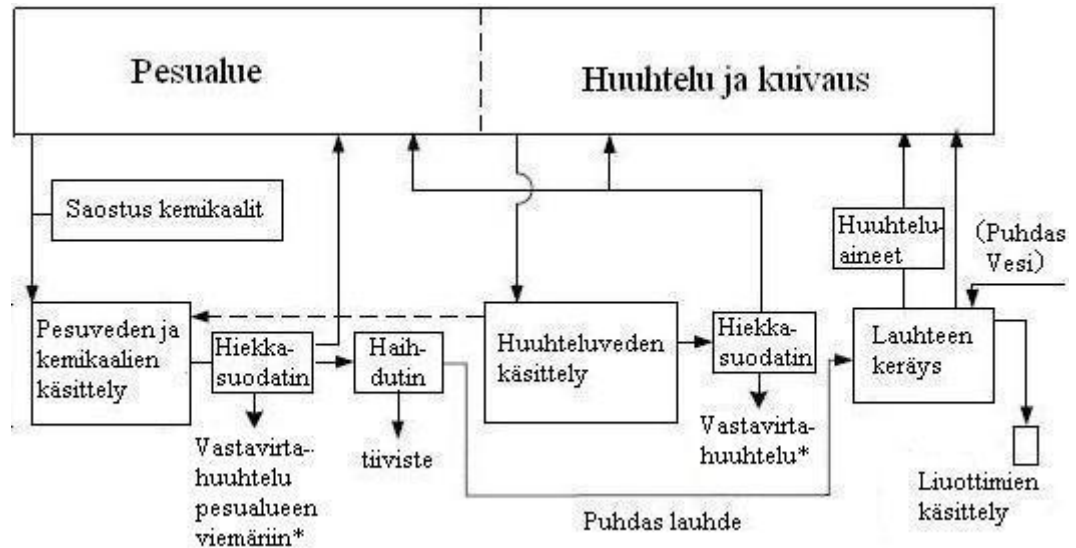 Pesualue
Huuhtelu ja kuivaus
Saostus kemikaalit
Huuhtelu-
aineet
(Puhdas
Vesi)
Pesuveden ja
kemikaalien
käsittely
Hiekka-
suodatin
Haih-
dutin
Huuhteluveden
käsittely
Hiekka-
suodatin
Lauhteen
keräys
Vastavirta-
huuhtelu
pesualueen
viemäriin*
tiiviste
Vastavirta-
huuhtelu*
Puhdas lauhde
Liuottimien
käsittely